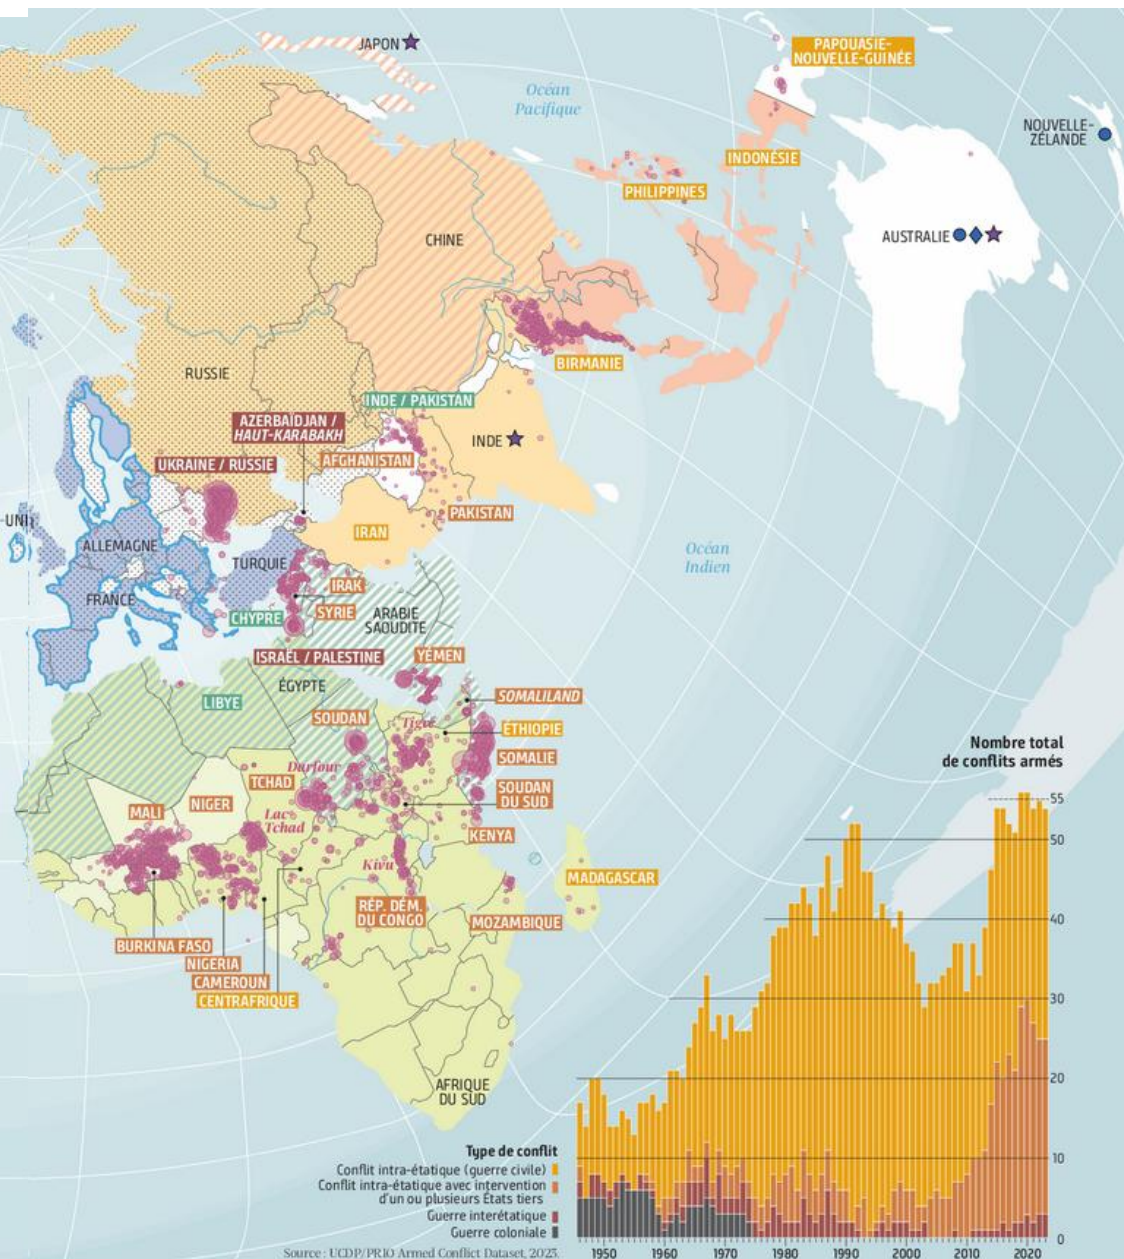 JAPON
PAPOUASIE-
NOUVELLE-GUINÉE
Océan
Pacifique
NOUVELLE-
ZÉLANDE
INDONÉSIE
PHILIPPINES
AUSTRALIE
CHINE
BIRMANIE
RUSSIE
INDE / PAKISTAN
AZERBAÏDJAN /
HAUT-KARABAKH
INDE
AFGHANISTAN
UKRAINE / RUSSIE
PAKISTAN
-UNI
IRAN
ALLEMAGNE
Océan
Indien
TURQUIE
IRAK
FRANCE
SYRIE
CHYPRE
ARABIE
SAOUDITE
ISRAËL / PALESTINE
YÉMEN
ÉGYPTE
SOMALILAND
LIBYE
SOUDAN
Tigré
ÉTHIOPIE
SOMALIE
Darfour
TCHAD
SOUDAN
DU SUD
NIGER
MALI
Lac
Tchad
KENYA
Kivu
MADAGASCAR
RÉP. DÉM.
DU CONGO
MOZAMBIQUE
BURKINA FASO
NIGERIA
CAMEROUN
CENTRAFRIQUE
AFRIQUE
DU SUD
Nombre total
de conflits armés
55
50
40
30
20
10
0
Type de conflit
Conflit intra-étatique (guerre civile)
Conflit intra-étatique avec intervention
d'un ou plusieurs États tiers
Guerre interétatique
Guerre coloniale
1950 1960 1970 1980 1990 2000 2010 2020
Source : UCDP/PRIO Armed Conflict Dataset, 2023.